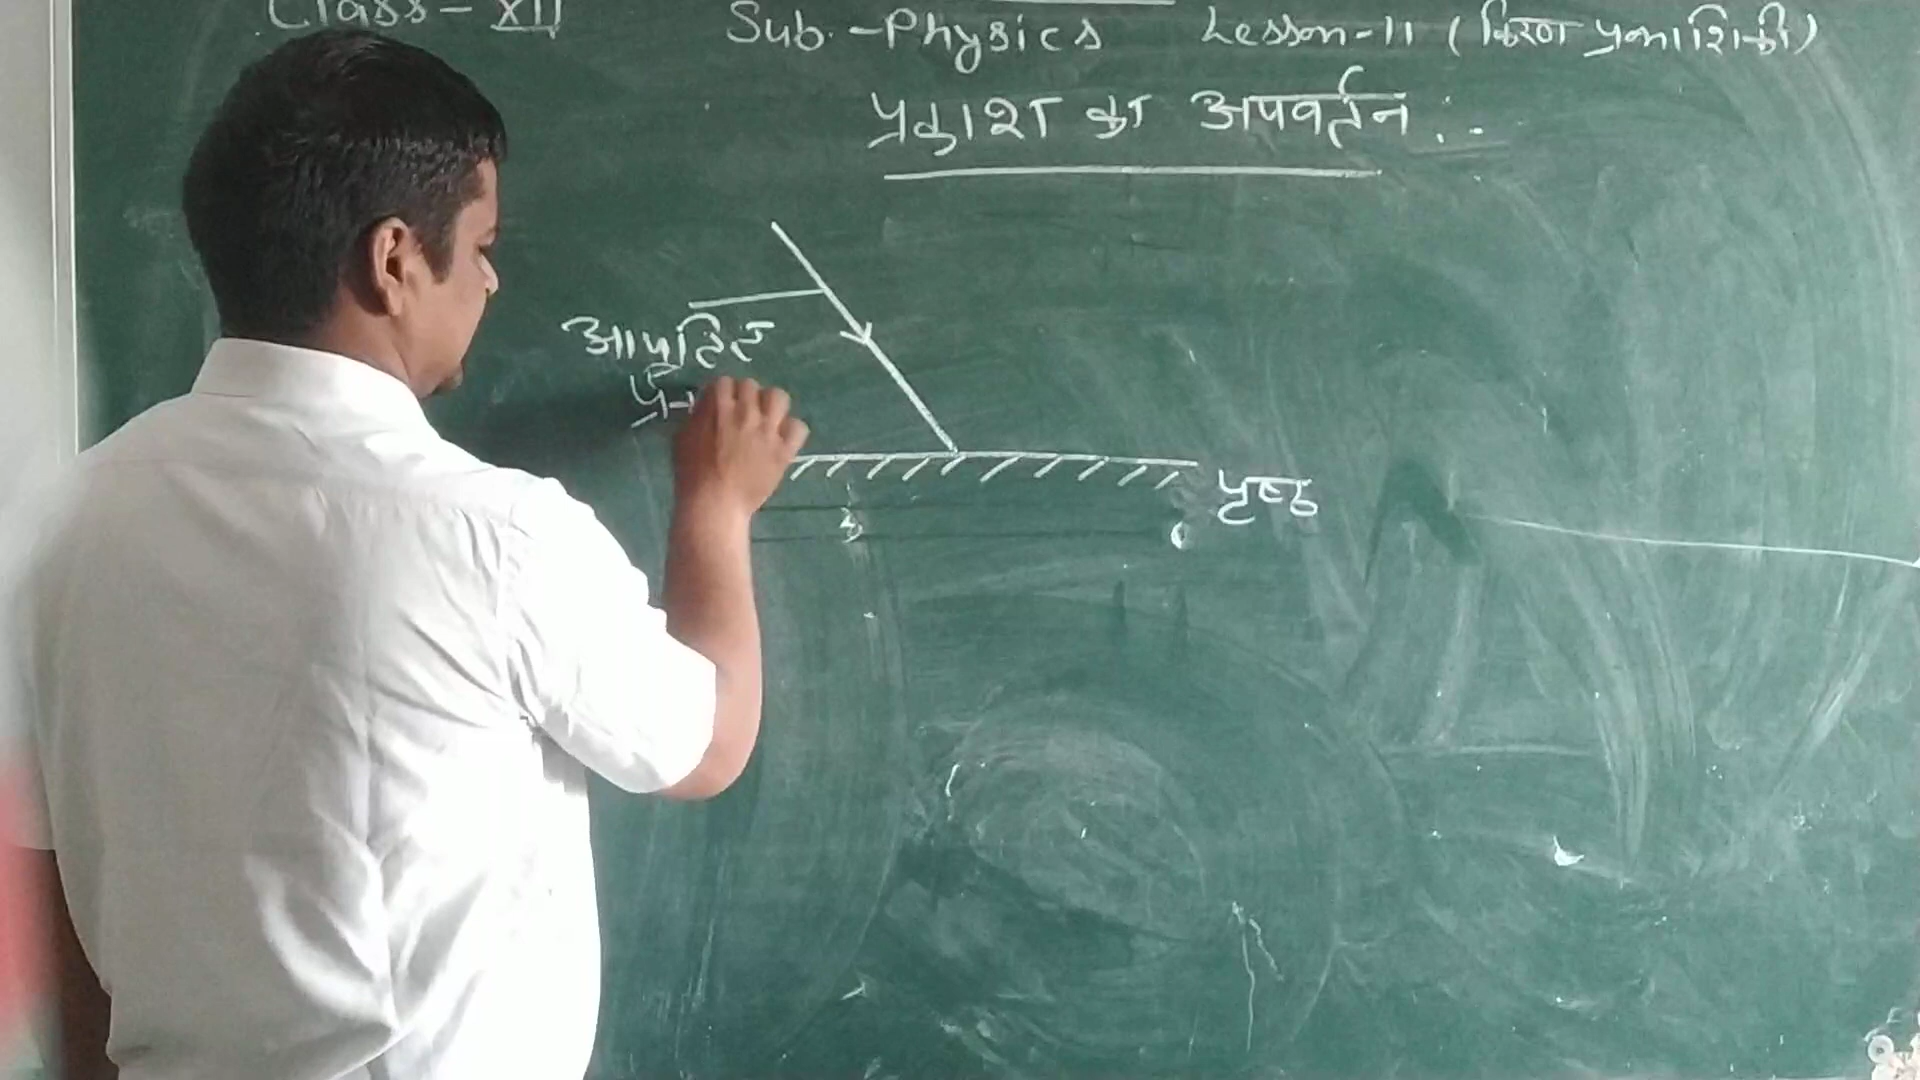 Class - XII Sub. - Physics Lesson - 11 (किरण प्रकाशिकी)
प्रकाश का अपवर्तन..
आपतित
पृष्ठ